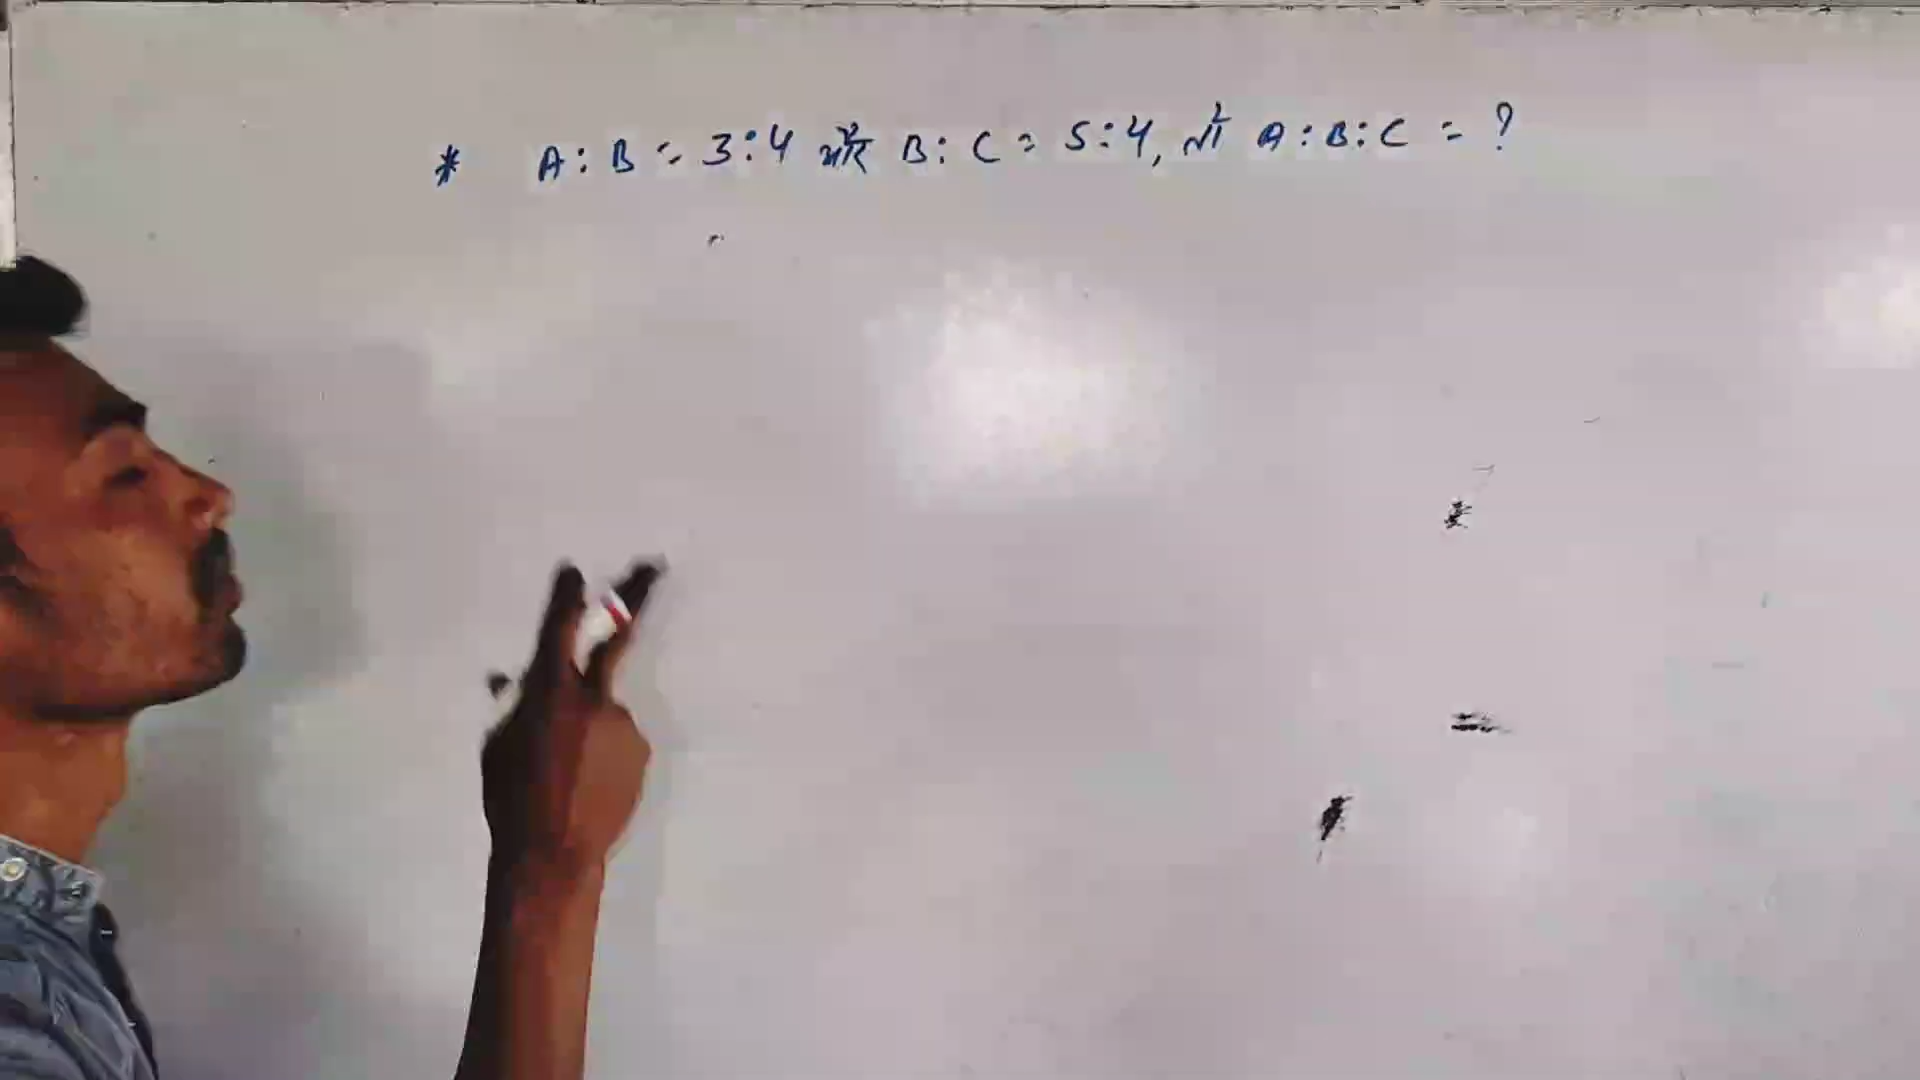 * A : B = 3:4 और B : C = 5:4, तो A : B : C = ?